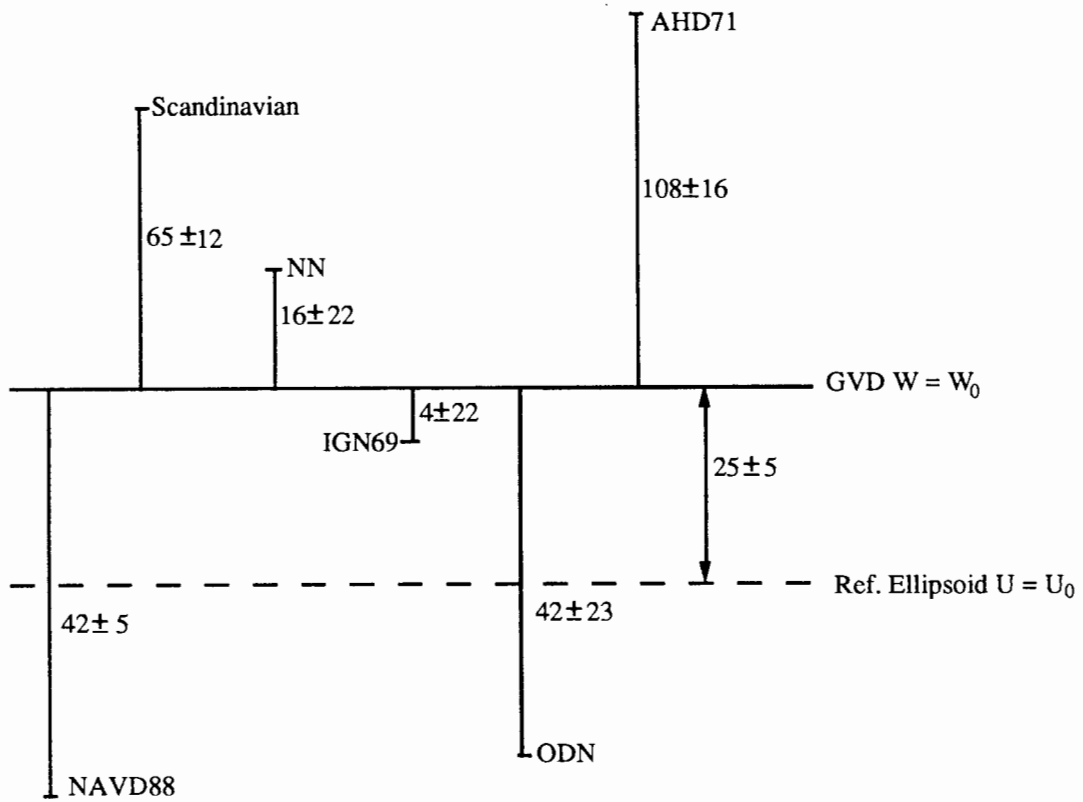 AHD71
Scandinavian
108±16
65 ±12
NN
16±22
GVD W = W₀
4±22
IGN69
25±5
Ref. Ellipsoid U = U₀
42± 5
42±23
ODN
NAVD88